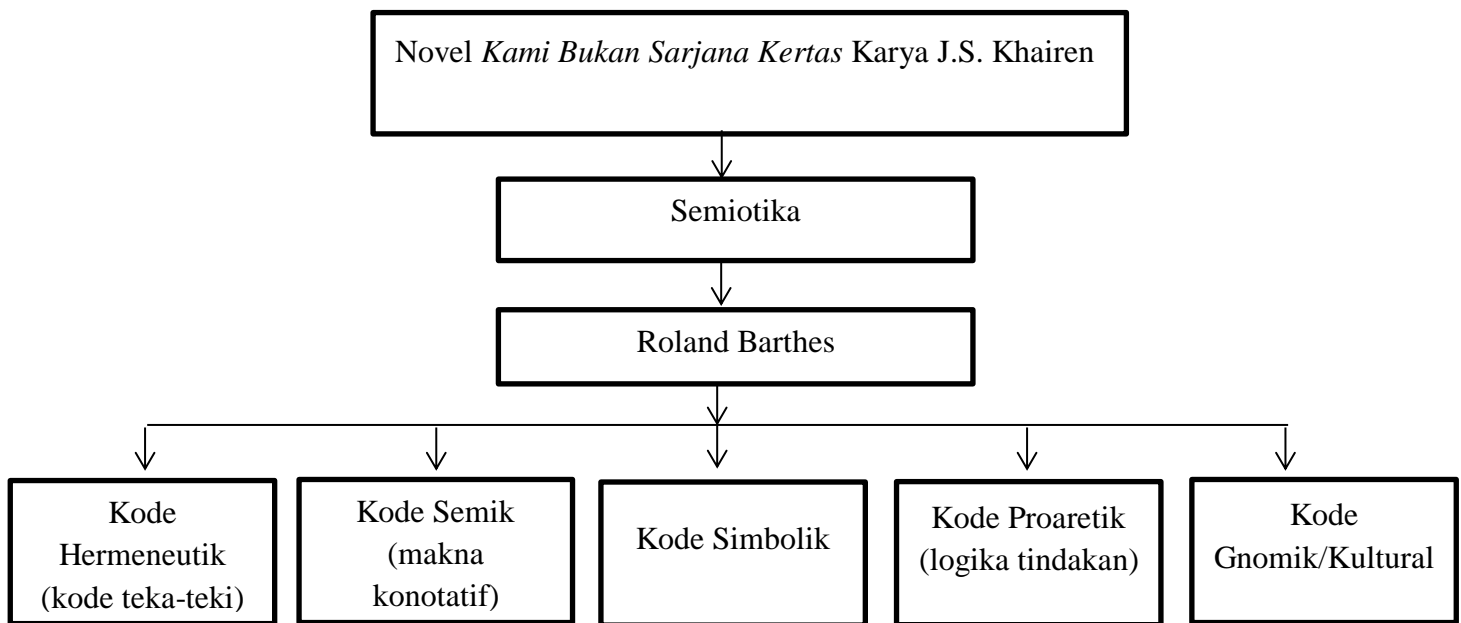 Novel Kami Bukan Sarjana Kertas Karya J.S. Khairen
Semiotika
Roland Barthes
Kode
Hermeneutik
(kode teka-teki)
Kode Semik
(makna
konotatif)
Kode Simbolik
Kode Proaretik
(logika tindakan)
Kode
Gnomik/Kultural